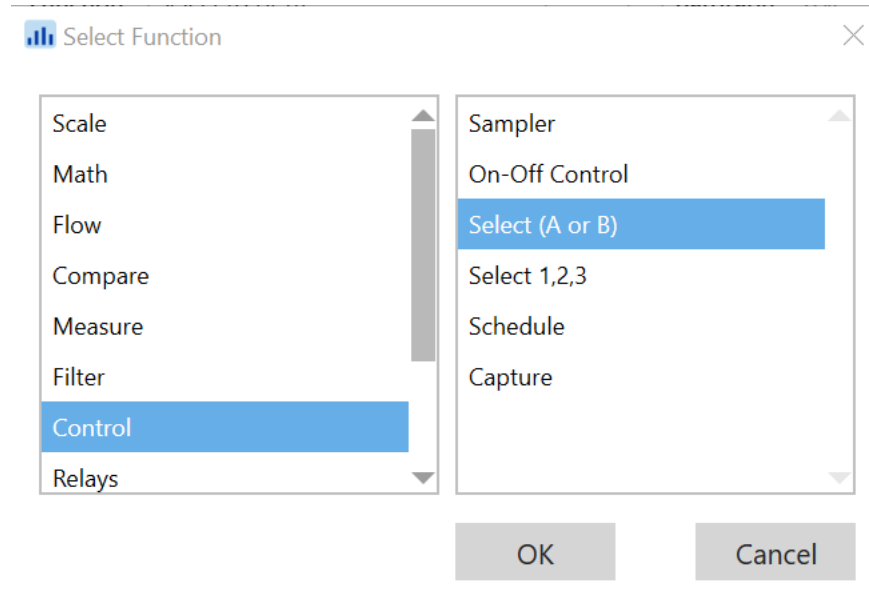 Select Function
Scale
Math
Flow
Compare
Measure
Filter
Control
Relays
Sampler
On-Off Control
Select (A or B)
Select 1,2,3
Schedule
Capture
OK
Cancel